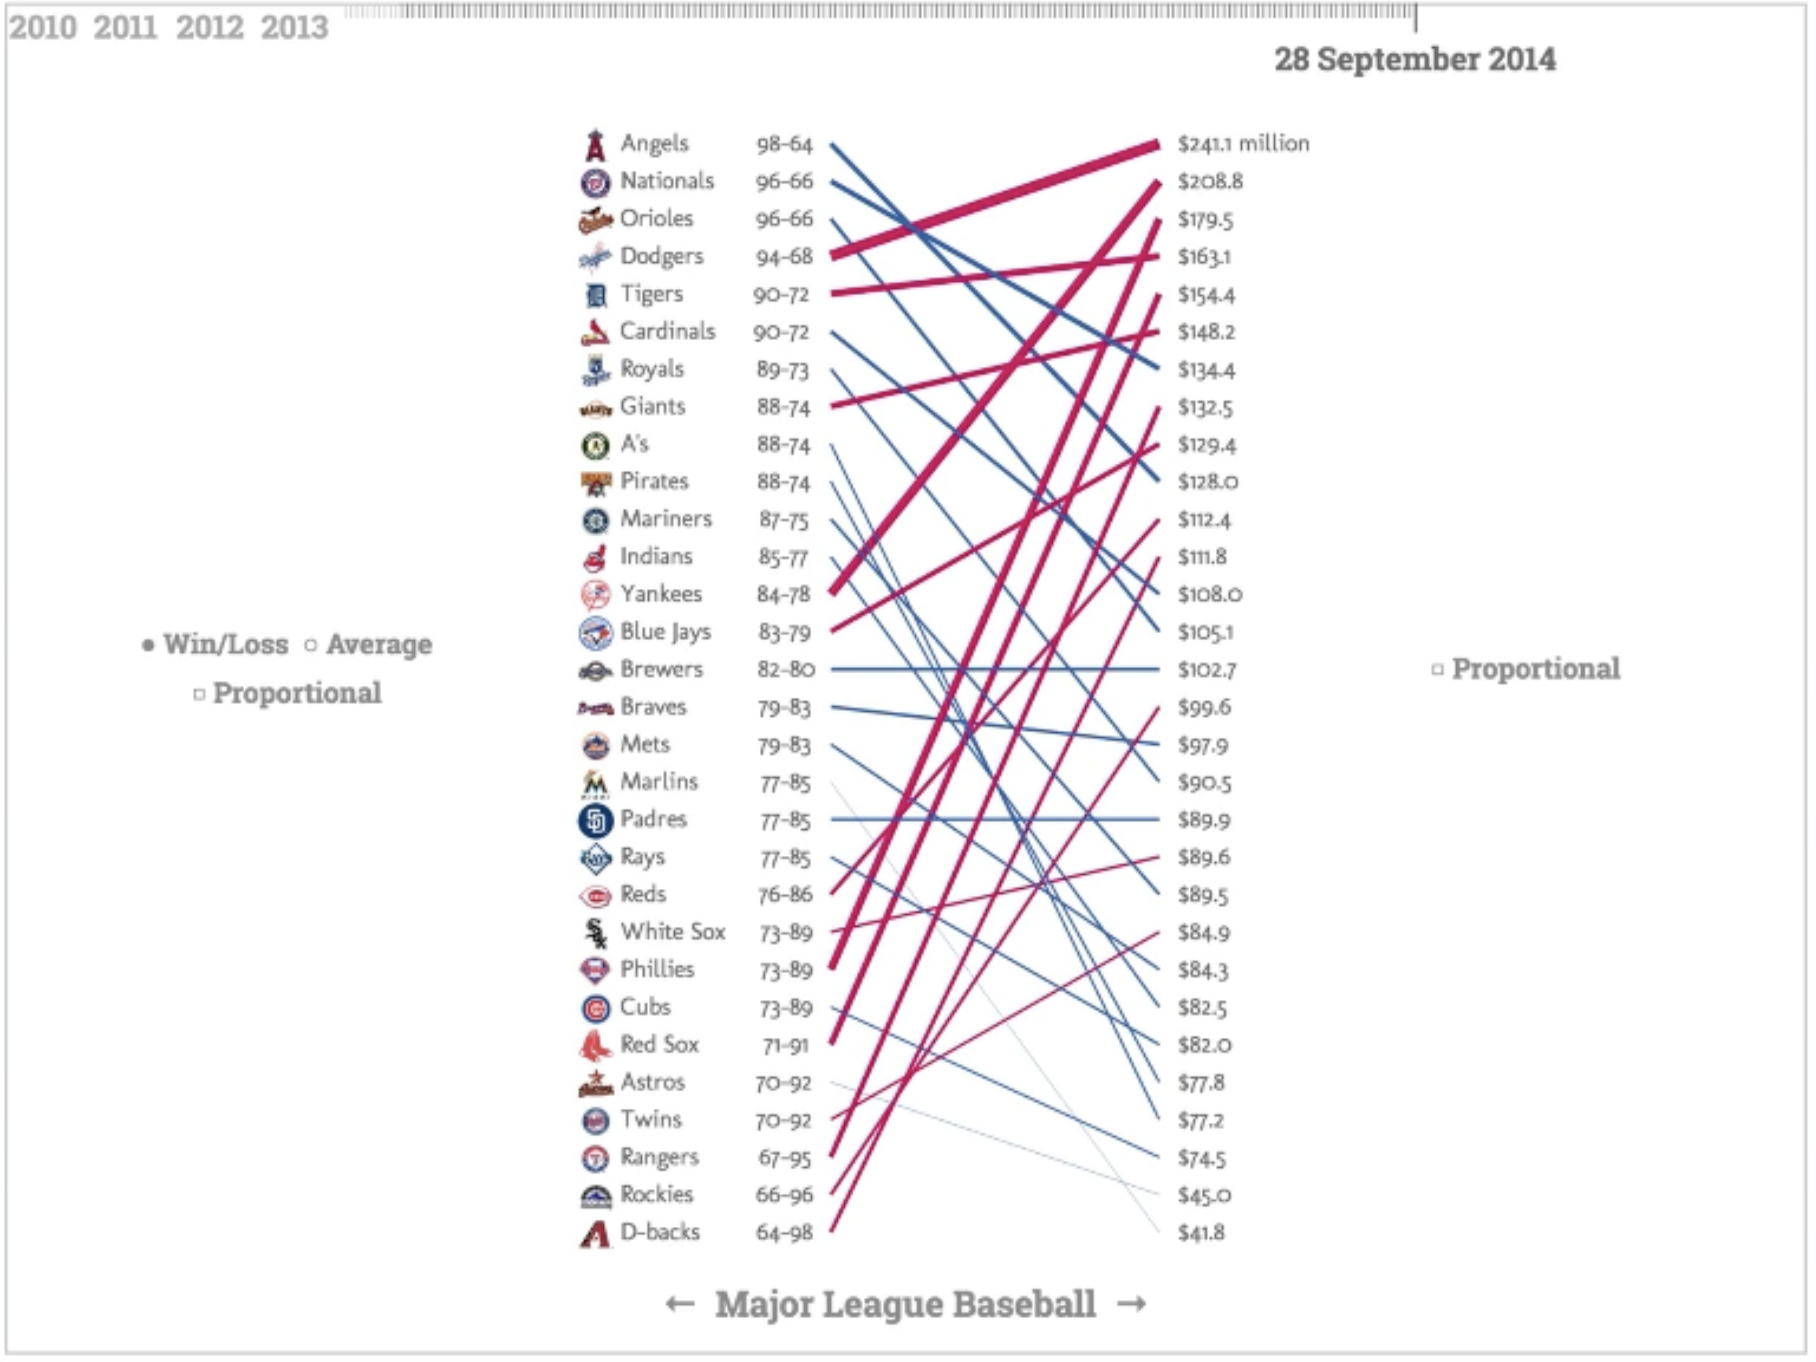 2010 2011 2012 2013
28 September 2014
Angels 98-64 $241.1 million
Nationals 96-66 $208.8
Orioles 96-66 $179.5
Dodgers 94-68 $163.1
Tigers 90-72 $154.4
Cardinals 90-72 $148.2
Royals 89-73 $134.4
Giants 88-74 $132.5
A's 88-74 $129.4
Pirates 88-74 $128.0
Mariners 87-75 $112.4
Indians 85-77 $111.8
Yankees 84-78 $108.0
Blue Jays 83-79 $105.1
Brewers 82-80 $102.7
Braves 79-83 $99.6
Mets 79-83 $97.9
Marlins 77-85 $90.5
Padres 77-85 $89.9
Rays 77-85 $89.6
Reds 76-86 $89.5
White Sox 73-89 $84.9
Phillies 73-89 $84.3
Cubs 73-89 $82.5
Red Sox 71-91 $82.0
Astros 70-92 $77.8
Twins 70-92 $77.2
Rangers 67-95 $74.5
Rockies 66-96 $45.0
D-backs 64-98 $41.8
● Win/Loss ○ Average
□ Proportional
□ Proportional
← Major League Baseball →